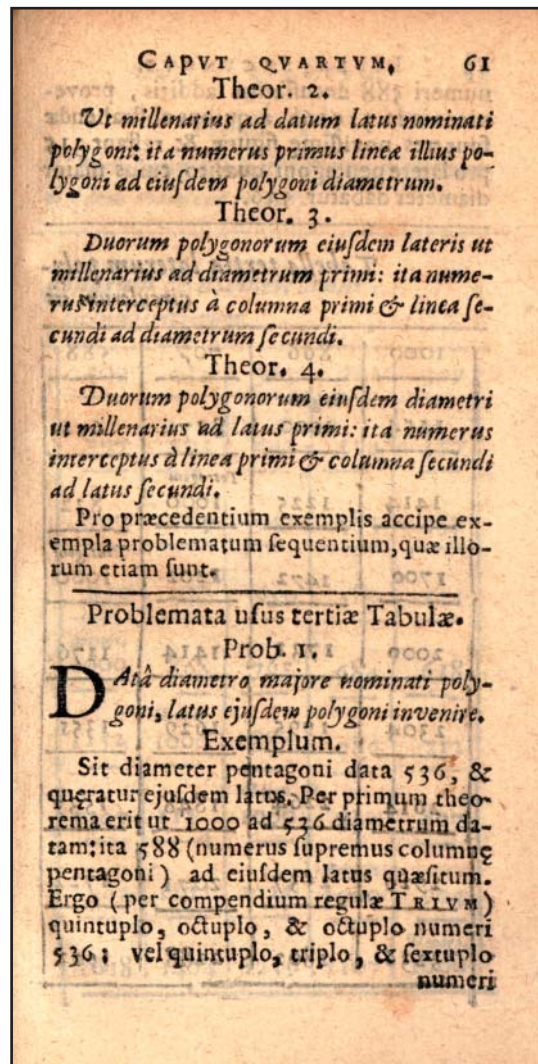 CAPVT QVARTVM, 61
Theor. 2.
Ut millenarius ad datum latus nominati
polygoni: ita numerus primus lineæ illius po-
lygoni ad eiuſdem polygoni diametrum.
Theor. 3.
Duorum polygonorum eiuſdem lateris ut
millenarius ad diametrum primi: ita nume-
rus interceptus à columna primi & linea ſe-
cundi ad diametrum ſecundi.
Theor. 4.
Duorum polygonorum einſdem diametri
ut millenarius ad latus primi: ita numerus
interceptus à linea primi & columna ſecundi
ad latus ſecundi.
Pro præcedentium exemplis accipe ex-
empla problematum ſequentium, quæ illo-
rum etiam ſunt.
Problemata uſus tertiæ Tabulæ.
Prob. 1.
DAtâ diametro majore nominati poly-
goni, latus ejuſdem polygoni invenire.
Exemplum.
Sit diameter pentagoni data 536, &
quęratur ejuſdem latus. Per primum theo-
rema erit ut 1000 ad 536 diametrum da-
tam: ita 588 (numerus ſupremus columnę
pentagoni) ad eiuſdem latus quæſitum.
Ergo (per compendium regulæ TRIVM)
quintuplo, octuplo, & octuplo numeri
536; vel quintuplo, triplo, & ſextuplo
numeri